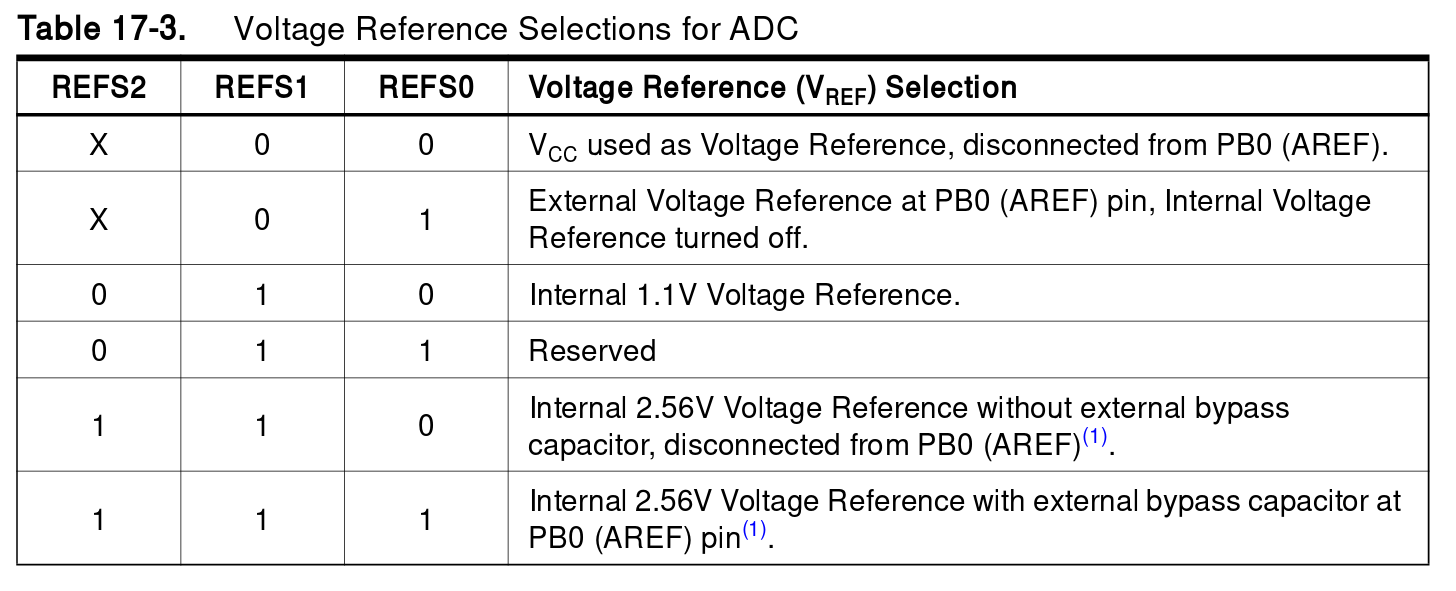 Table 17-3. Voltage Reference Selections for ADC
REFS2 REFS1 REFS0 Voltage Reference (VREF) Selection
X 0 0 VCC used as Voltage Reference, disconnected from PB0 (AREF).
X 0 1 External Voltage Reference at PB0 (AREF) pin, Internal Voltage
Reference turned off.
0 1 0 Internal 1.1V Voltage Reference.
0 1 1 Reserved
1 1 0 Internal 2.56V Voltage Reference without external bypass
capacitor, disconnected from PB0 (AREF)(1).
1 1 1 Internal 2.56V Voltage Reference with external bypass capacitor at
PB0 (AREF) pin(1).